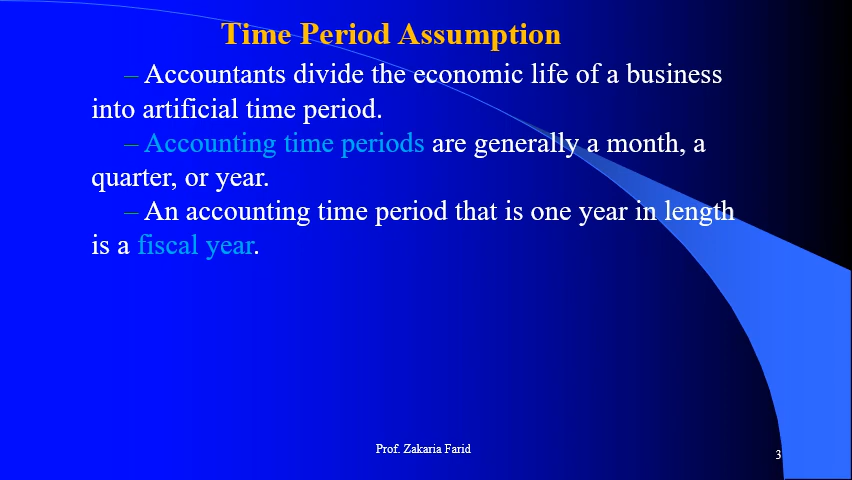 Time Period Assumption
– Accountants divide the economic life of a business
into artificial time period.
– Accounting time periods are generally a month, a
quarter, or year.
– An accounting time period that is one year in length
is a fiscal year.
Prof. Zakaria Farid
3